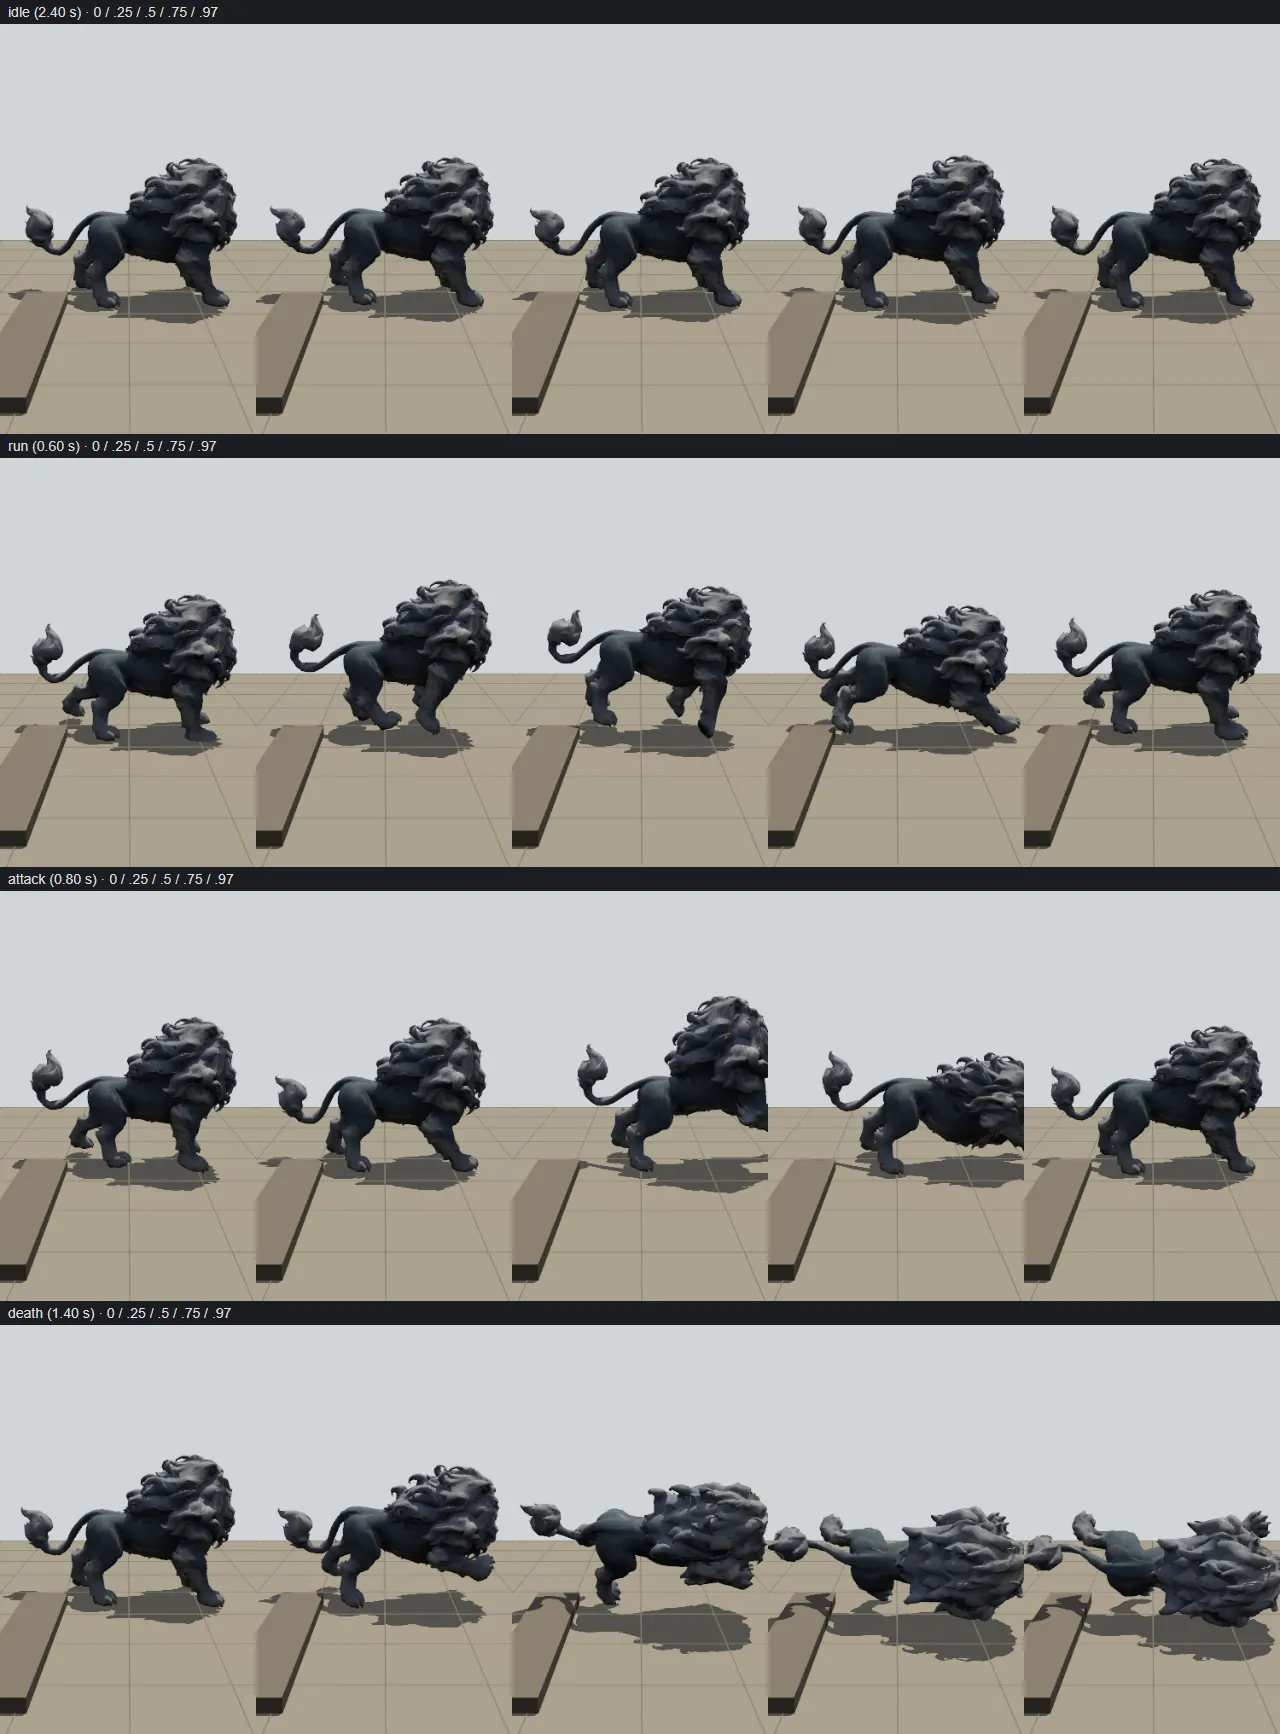 idle (2.40 s) · 0 / .25 / .5 / .75 / .97
run (0.60 s) · 0 / .25 / .5 / .75 / .97
attack (0.80 s) · 0 / .25 / .5 / .75 / .97
death (1.40 s) · 0 / .25 / .5 / .75 / .97